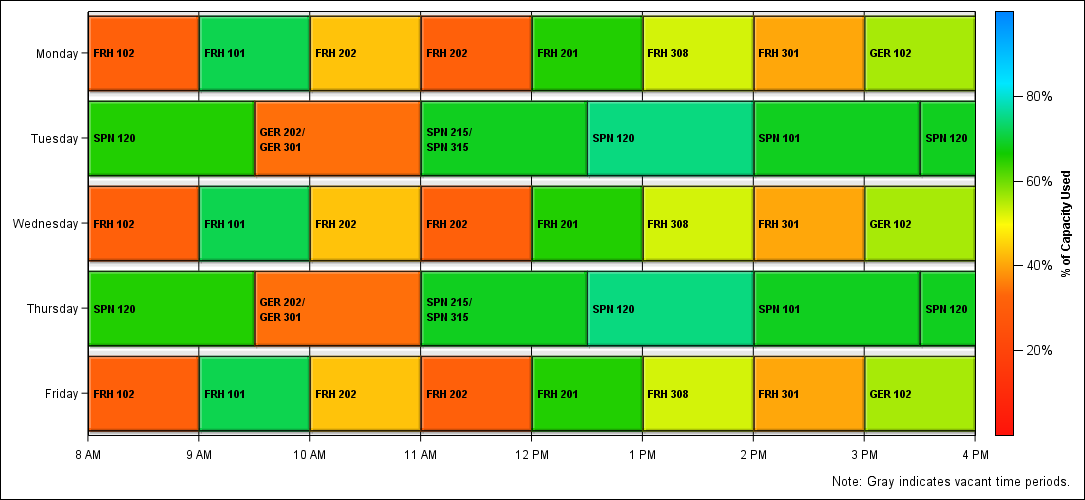 Monday
FRH 102
FRH 101
FRH 202
FRH 202
FRH 201
FRH 308
FRH 301
GER 102
Tuesday
SPN 120
GER 202/
GER 301
SPN 215/
SPN 315
SPN 120
SPN 101
SPN 120
Wednesday
FRH 102
FRH 101
FRH 202
FRH 202
FRH 201
FRH 308
FRH 301
GER 102
Thursday
SPN 120
GER 202/
GER 301
SPN 215/
SPN 315
SPN 120
SPN 101
SPN 120
Friday
FRH 102
FRH 101
FRH 202
FRH 202
FRH 201
FRH 308
FRH 301
GER 102
8 AM
9 AM
10 AM
11 AM
12 PM
1 PM
2 PM
3 PM
4 PM
80%
60%
40%
20%
% of Capacity Used
Note: Gray indicates vacant time periods.